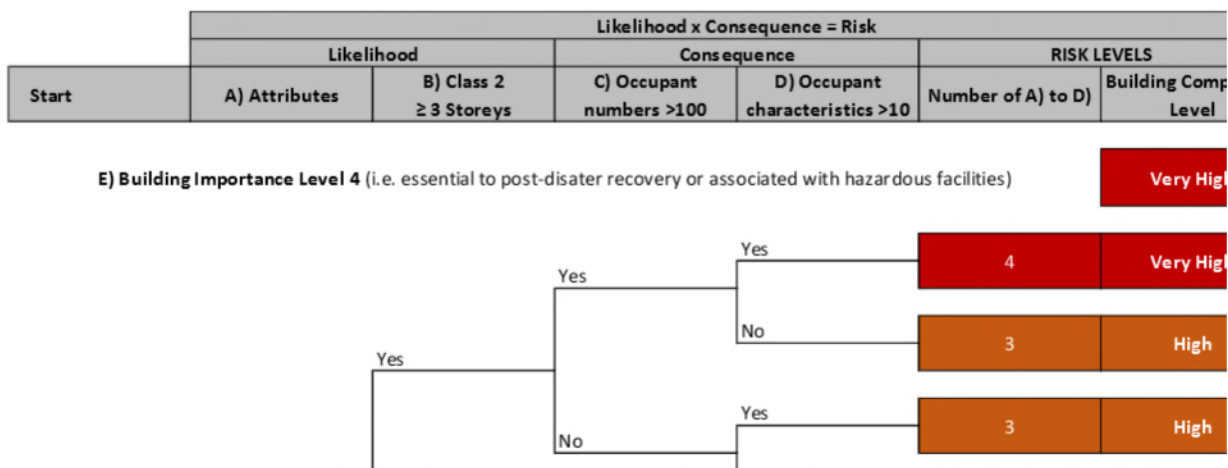 Likelihood x Consequence = Risk
Likelihood Consequence RISK LEVELS
Start A) Attributes B) Class 2 ≥ 3 Storeys C) Occupant numbers >100 D) Occupant characteristics >10 Number of A) to D) Building Comp Level
E) Building Importance Level 4 (i.e. essential to post-disater recovery or associated with hazardous facilities)
Very Hig
Yes
4 Very Hig
Yes
No
3 High
Yes
Yes
3 High
No